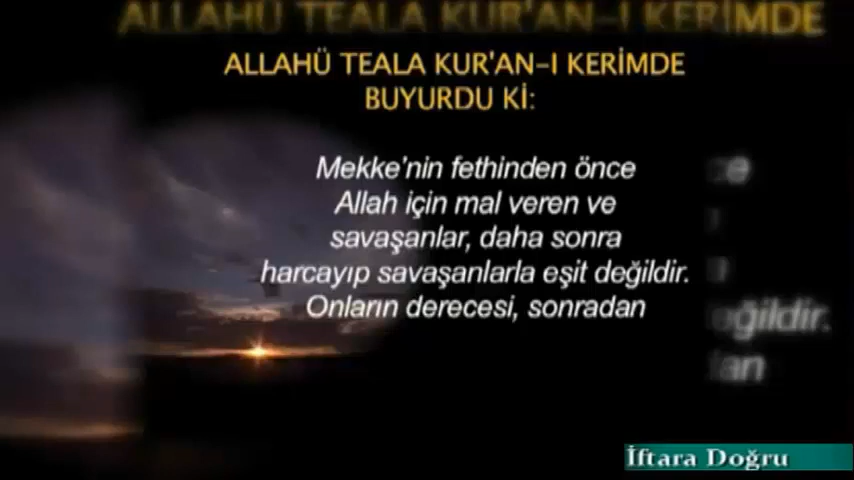 ALLAHÜ TEALA KUR'AN-I KERİMDE
ALLAHÜ TEALA KUR'AN-I KERİMDE
BUYURDU Kİ:
Mekke'nin fethinden önce
Allah için mal veren ve
savaşanlar, daha sonra
harcayıp savaşanlarla eşit değildir.
Onların derecesi, sonradan
İftara Doğru